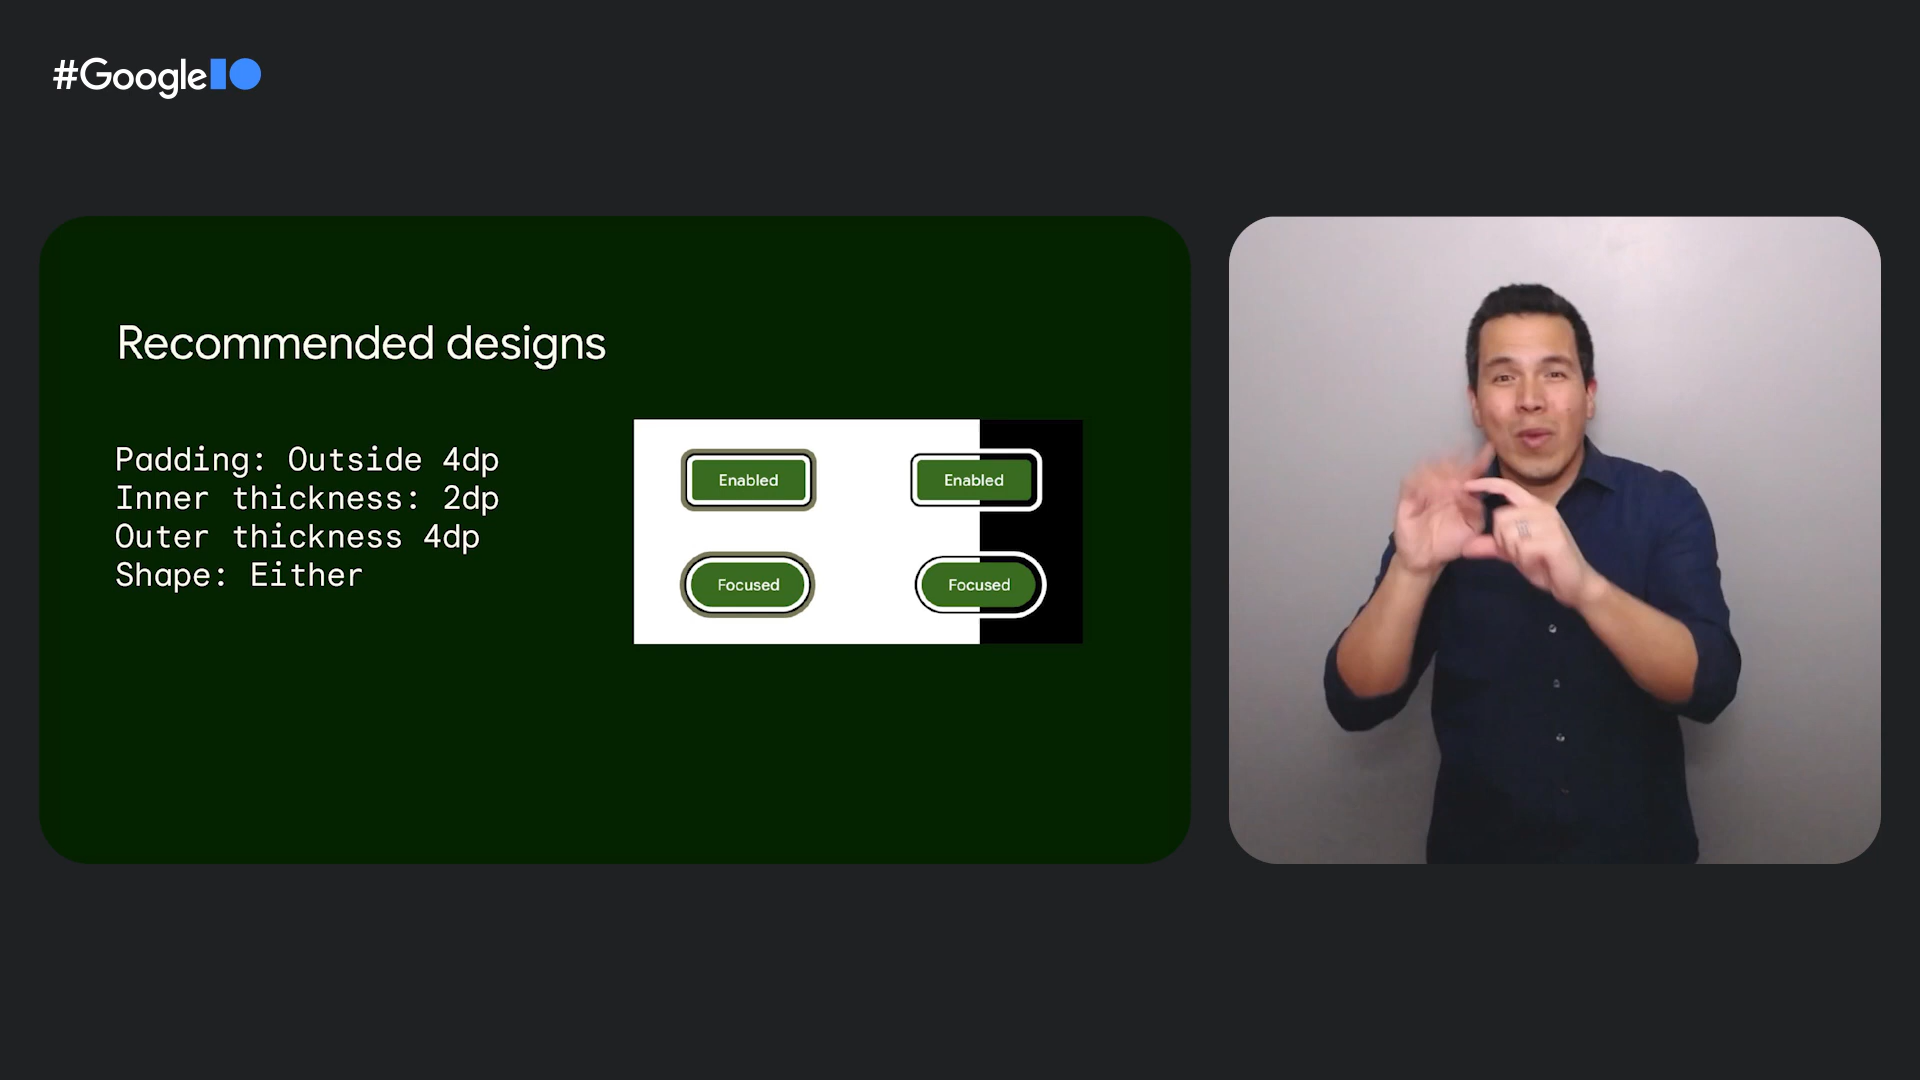 #GoogleIO
Recommended designs
Padding: Outside 4dp
Inner thickness: 2dp
Outer thickness 4dp
Shape: Either
Enabled
Enabled
Focused
Focused